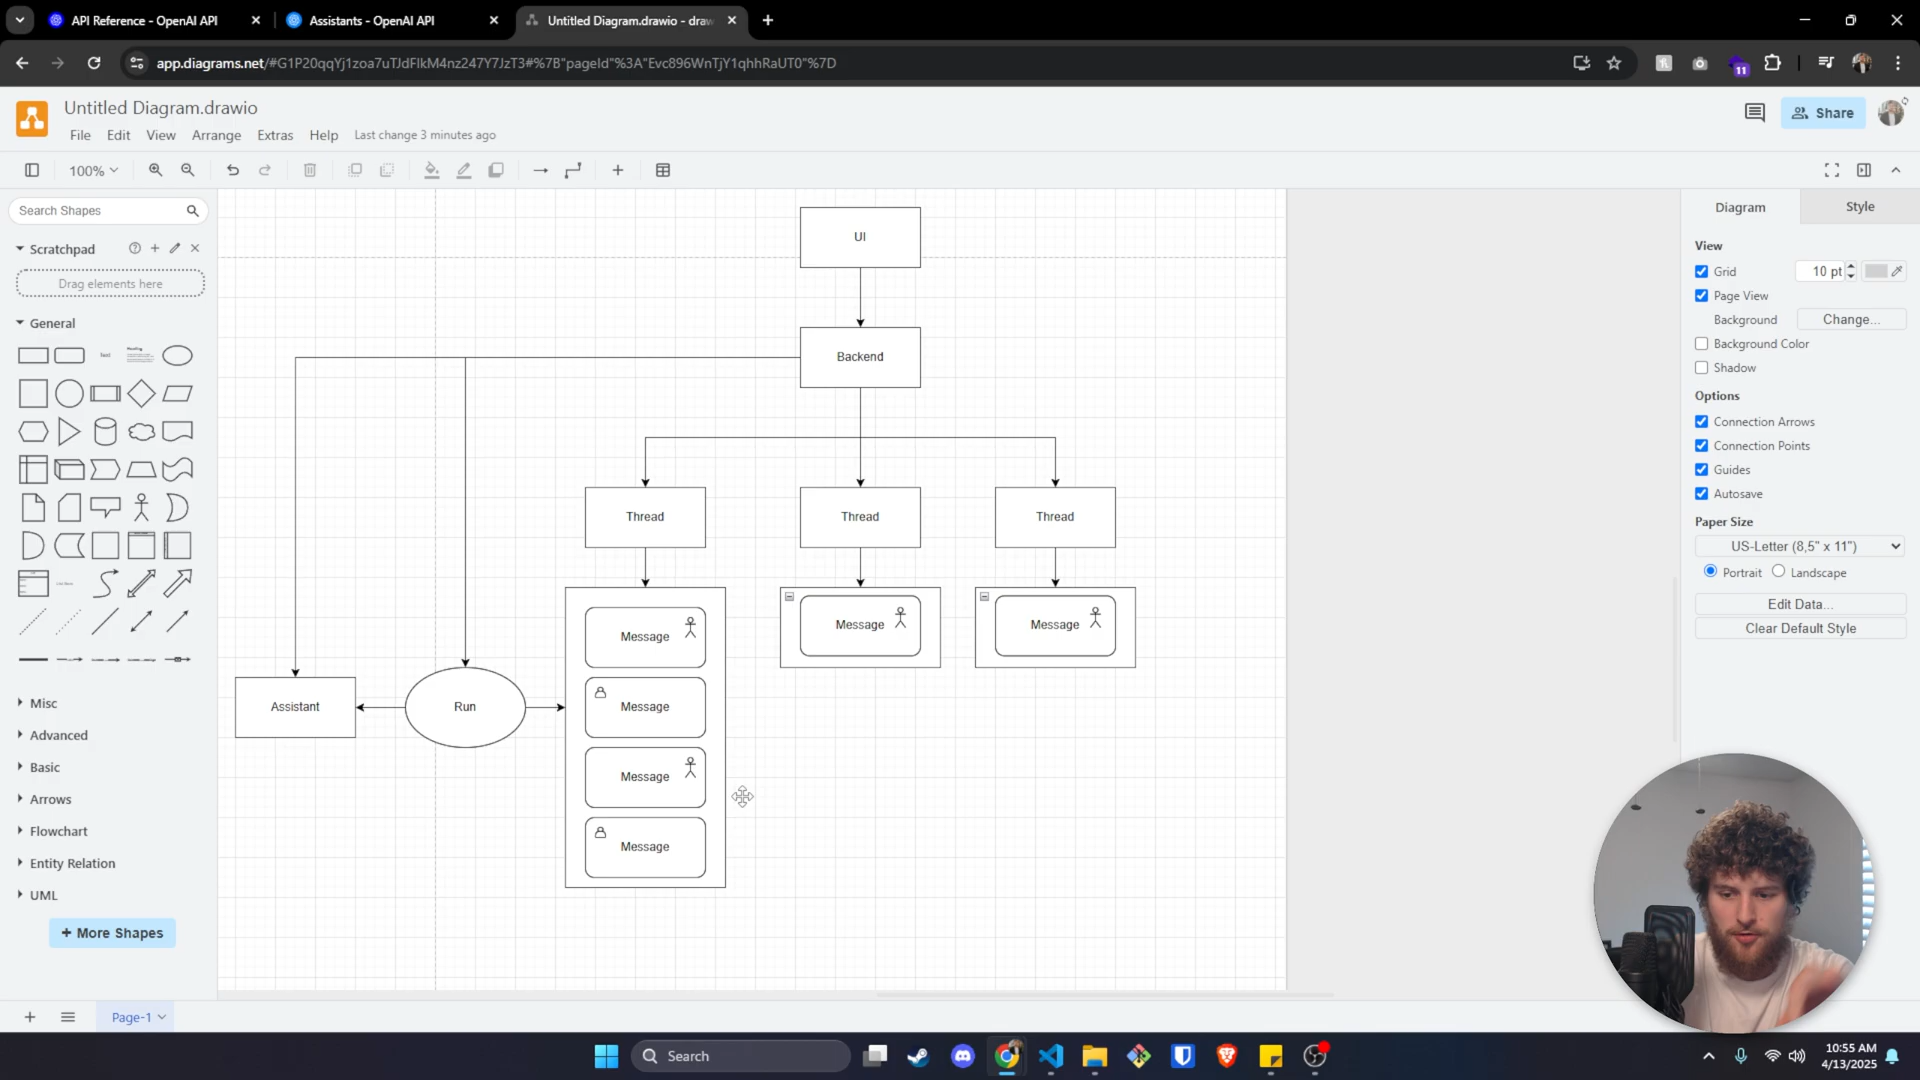 API Reference - OpenAI API
Assistants - OpenAI API
Untitled Diagram.drawio - draw
app.diagrams.net/#G1P20qqYj1zoa7uTJdFlkM4nz247Y7JzT3#%7B"pageId"%3A"Evc896WnTjY1qhhRaUT0"%7D
11
Untitled Diagram.drawio
File Edit View Arrange Extras Help Last change 3 minutes ago
Share
100%
Search Shapes
Scratchpad
Drag elements here
General
Text
Heading
Misc
Advanced
Basic
Arrows
Flowchart
Entity Relation
UML
+ More Shapes
UI
Backend
Thread
Thread
Thread
Message
Message
Message
Assistant
Run
Message
Message
Message
Diagram
Style
View
Grid
10 pt
Page View
Background
Change...
Background Color
Shadow
Options
Connection Arrows
Connection Points
Guides
Autosave
Paper Size
US-Letter (8,5" x 11")
Portrait
Landscape
Edit Data...
Clear Default Style
Page-1
Search
10:55 AM
4/13/2025